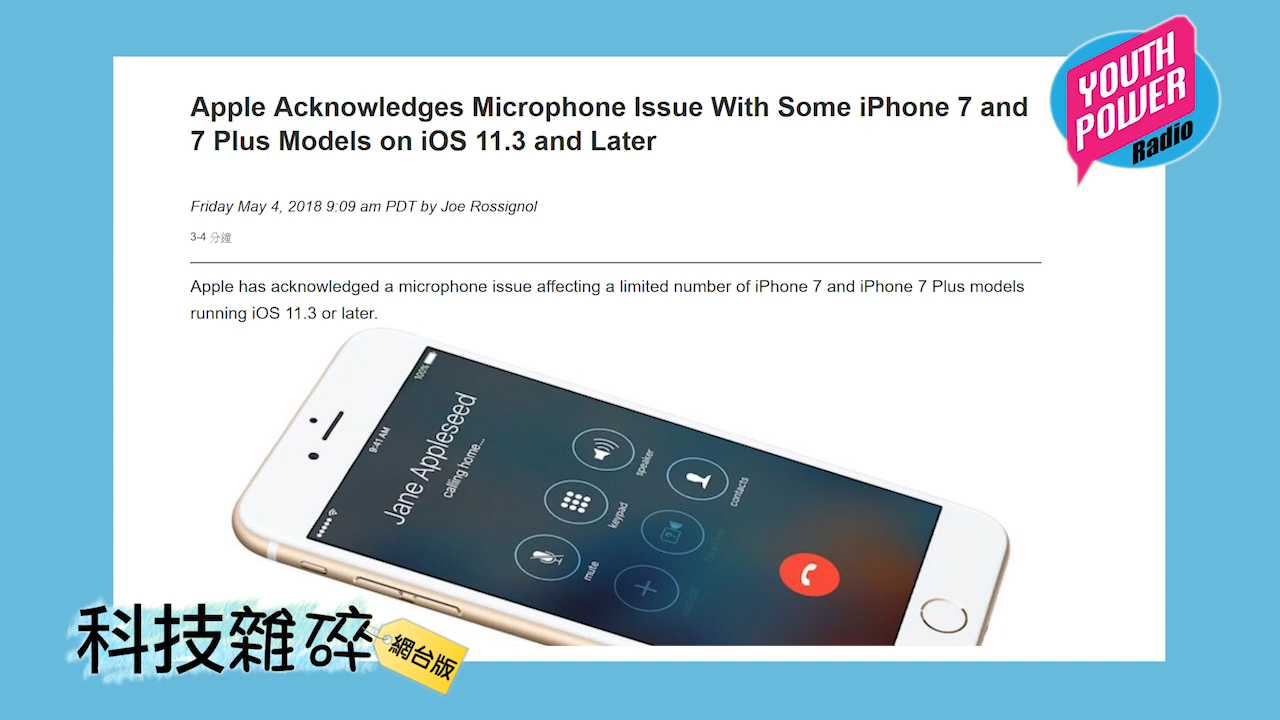 Apple Acknowledges Microphone Issue With Some iPhone 7 and
7 Plus Models on iOS 11.3 and Later
YOUTH
POWER
Radio
Friday May 4, 2018 9:09 am PDT by Joe Rossignol
3-4 分鐘
Apple has acknowledged a microphone issue affecting a limited number of iPhone 7 and iPhone 7 Plus models
running iOS 11.3 or later.
100%
9:41 AM
Jane Appleseed
calling home...
speaker
contacts
keypad
mute
科技雜碎
網台版